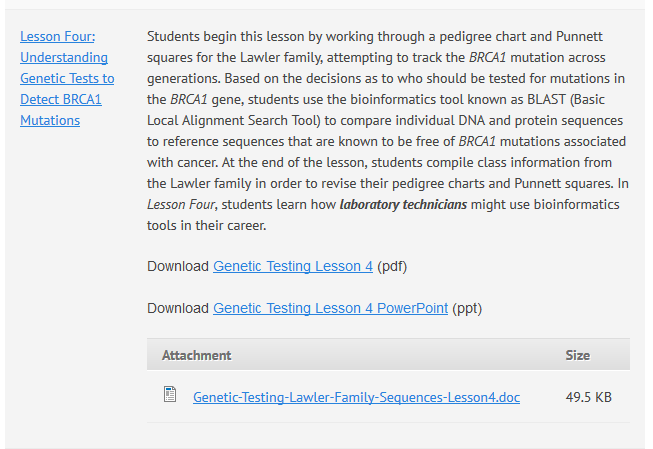 Lesson Four:
Understanding
Genetic Tests to
Detect BRCA1
Mutations
Students begin this lesson by working through a pedigree chart and Punnett
squares for the Lawler family, attempting to track the BRCA1 mutation across
generations. Based on the decisions as to who should be tested for mutations in
the BRCA1 gene, students use the bioinformatics tool known as BLAST (Basic
Local Alignment Search Tool) to compare individual DNA and protein sequences
to reference sequences that are known to be free of BRCA1 mutations associated
with cancer. At the end of the lesson, students compile class information from
the Lawler family in order to revise their pedigree charts and Punnett squares. In
Lesson Four, students learn how laboratory technicians might use bioinformatics
tools in their career.
Download Genetic Testing Lesson 4 (pdf)
Download Genetic Testing Lesson 4 PowerPoint (ppt)
Attachment Size
Genetic-Testing-Lawler-Family-Sequences-Lesson4.doc 49.5 KB